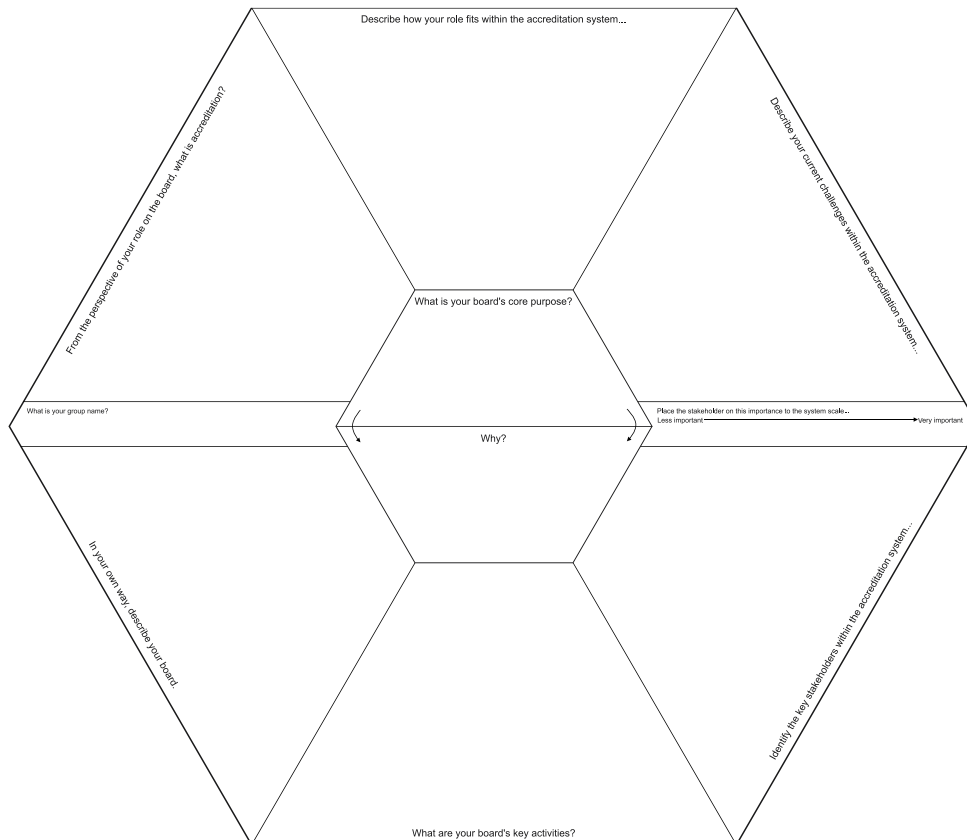 Describe how your role fits within the accreditation system...
From the perspective of your role on the board, what is accreditation?
Describe your current challenges within the accreditation system...
What is your board's core purpose?
What is your group name?
Place the stakeholder on this importance to the system scale...
Less important
Very important
Why?
In your own way, describe your board.
Identify the key stakeholders within the accreditation system...
What are your board's key activities?